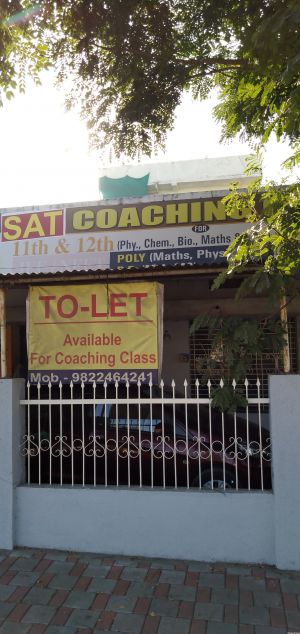 SAT COACHING
FOR
11th & 12th (Phy., Chem., Bio., Maths
POLY (Maths, Phys
TO-LET
Available
For Coaching Class
Mob.- 9822464241